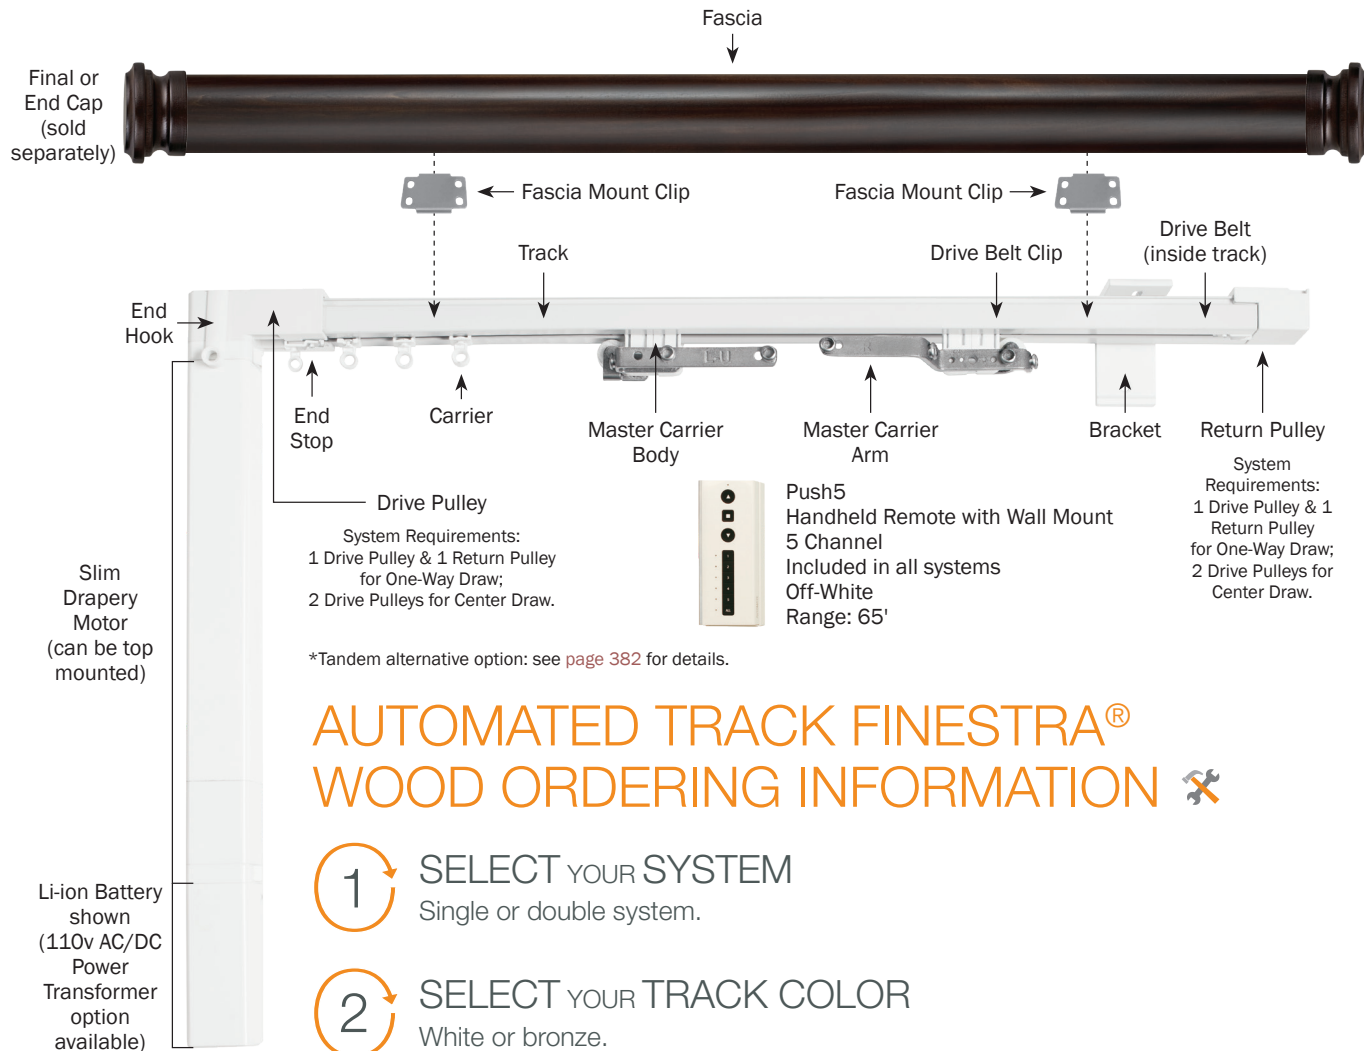 Fascia
Final or
End Cap
(sold
separately)
Fascia Mount Clip
Fascia Mount Clip
Track
Drive Belt Clip
Drive Belt
(inside track)
End
Hook
End
Stop
Carrier
Master Carrier
Body
Master Carrier
Arm
Bracket
Return Pulley
System
Requirements:
1 Drive Pulley & 1
Return Pulley
for One-Way Draw;
2 Drive Pulleys for
Center Draw.
Drive Pulley
System Requirements:
1 Drive Pulley & 1 Return Pulley
for One-Way Draw;
2 Drive Pulleys for Center Draw.
Push5
Handheld Remote with Wall Mount
5 Channel
Included in all systems
Off-White
Range: 65'
Slim
Drapery
Motor
(can be top
mounted)
*Tandem alternative option: see page 382 for details.
AUTOMATED TRACK FINESTRA®
WOOD ORDERING INFORMATION
1
SELECT YOUR SYSTEM
Single or double system.
Li-ion Battery
shown
(110v AC/DC
Power
Transformer
option
available)
2
SELECT YOUR TRACK COLOR
White or bronze.